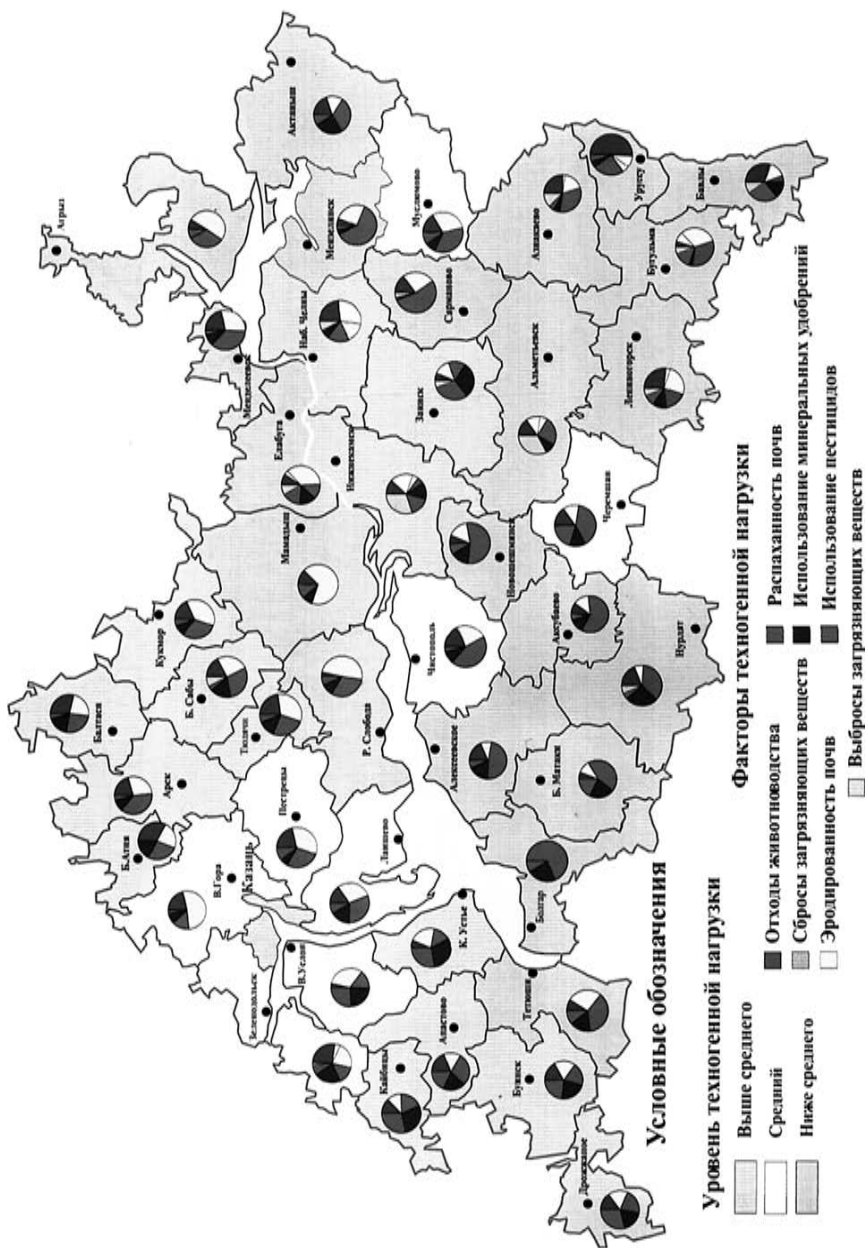 Агрыз
Актаныш
Менделеевск
Мензелинск
Муслюмово
Наб. Челны
Елабуга
Кукмор
Мамадыш
Нижнекамск
Сарманово
Заинск
Азнакаево
Уруссу
Балтаси
Б. Сабы
Тюлячи
Арск
Р. Слобода
Чистополь
Новошешминск
Альметьевск
Бугульма
Бавлы
Лениногорск
Черемшан
Б.Атня
В.Гора
Казань
Пестрецы
Лаишево
Алексеевское
Аксубаево
Нурлат
Б. Матаки
Зеленодольск
В.Услон
К. Устье
Болгар
Кайбицы
Апастово
Тетюши
Буинск
Дрожжаное
Условные обозначения
Уровень техногенной нагрузки
Выше среднего
Средний
Ниже среднего
Факторы техногенной нагрузки
Отходы животноводства
Сбросы загрязняющих веществ
Эродированность почв
Распаханность почв
Использование минеральных удобрений
Использование пестицидов
Выбросы загрязняющих веществ